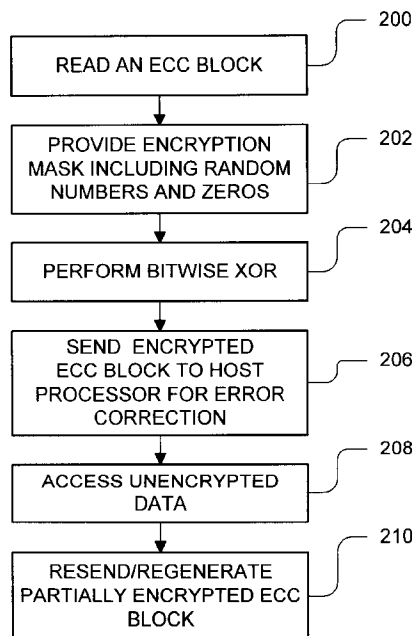 200
READ AN ECC BLOCK
202
PROVIDE ENCRYPTION
MASK INCLUDING RANDOM
NUMBERS AND ZEROS
204
PERFORM BITWISE XOR
206
SEND ENCRYPTED
ECC BLOCK TO HOST
PROCESSOR FOR ERROR
CORRECTION
208
ACCESS UNENCRYPTED
DATA
210
RESEND/REGENERATE
PARTIALLY ENCRYPTED ECC
BLOCK